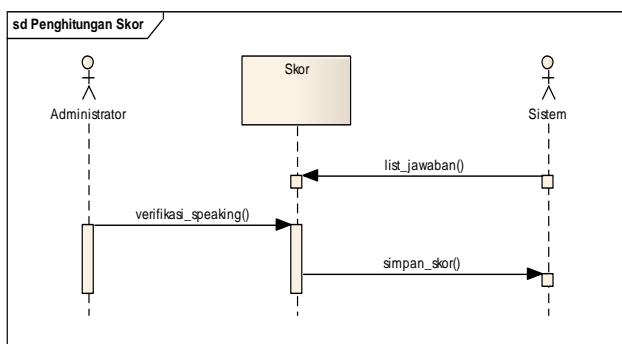 sd Penghitungan Skor
Administrator
Skor
Sistem
list_jawaban()
verifikasi_speaking()
simpan_skor()